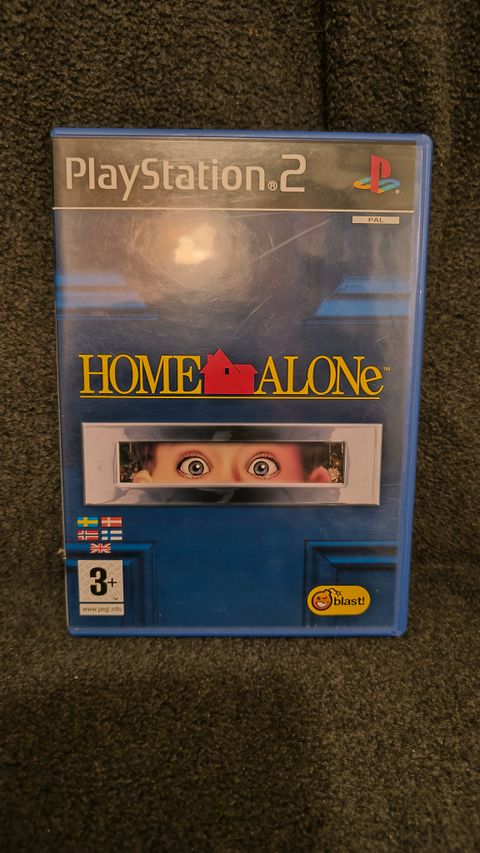 PlayStation®2
PAL
HOME ALONe™
3+
www.pegi.info
blast!